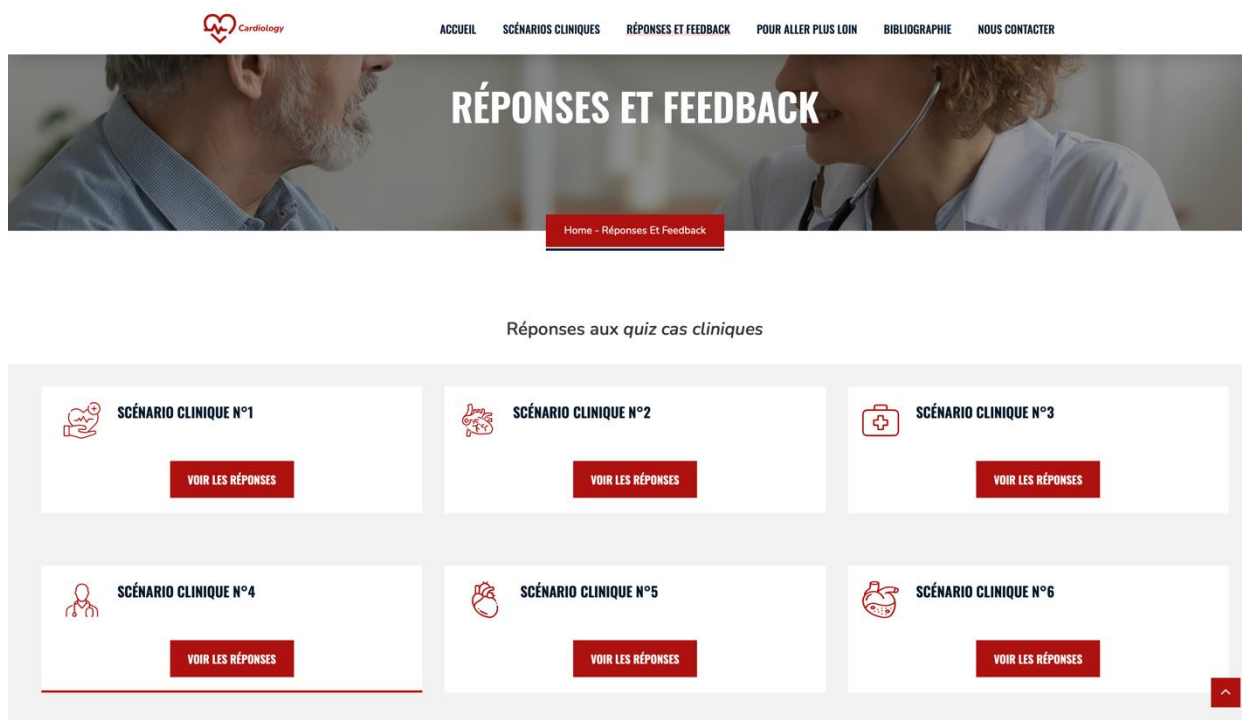 Cardiology
ACCUEIL SCÉNARIOS CLINIQUES RÉPONSES ET FEEDBACK POUR ALLER PLUS LOIN BIBLIOGRAPHIE NOUS CONTACTER
RÉPONSES ET FEEDBACK
Home - Réponses Et Feedback
Réponses aux quiz cas cliniques
SCÉNARIO CLINIQUE N°1
VOIR LES RÉPONSES
SCÉNARIO CLINIQUE N°2
VOIR LES RÉPONSES
SCÉNARIO CLINIQUE N°3
VOIR LES RÉPONSES
SCÉNARIO CLINIQUE N°4
VOIR LES RÉPONSES
SCÉNARIO CLINIQUE N°5
VOIR LES RÉPONSES
SCÉNARIO CLINIQUE N°6
VOIR LES RÉPONSES